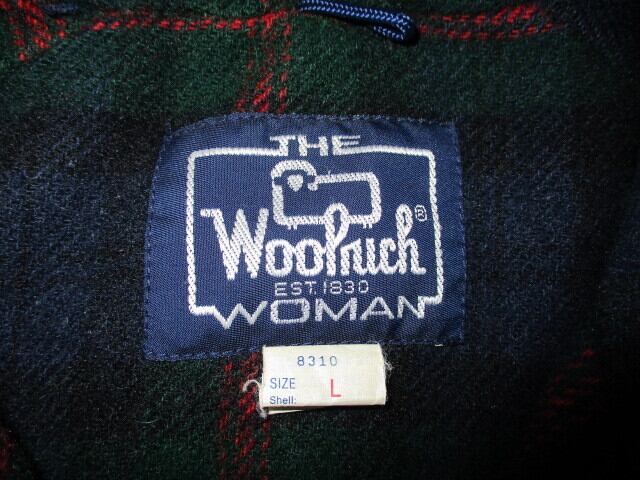 THE
Woolrich®
EST. 1830
WOMAN
8310
SIZE L
Shell: